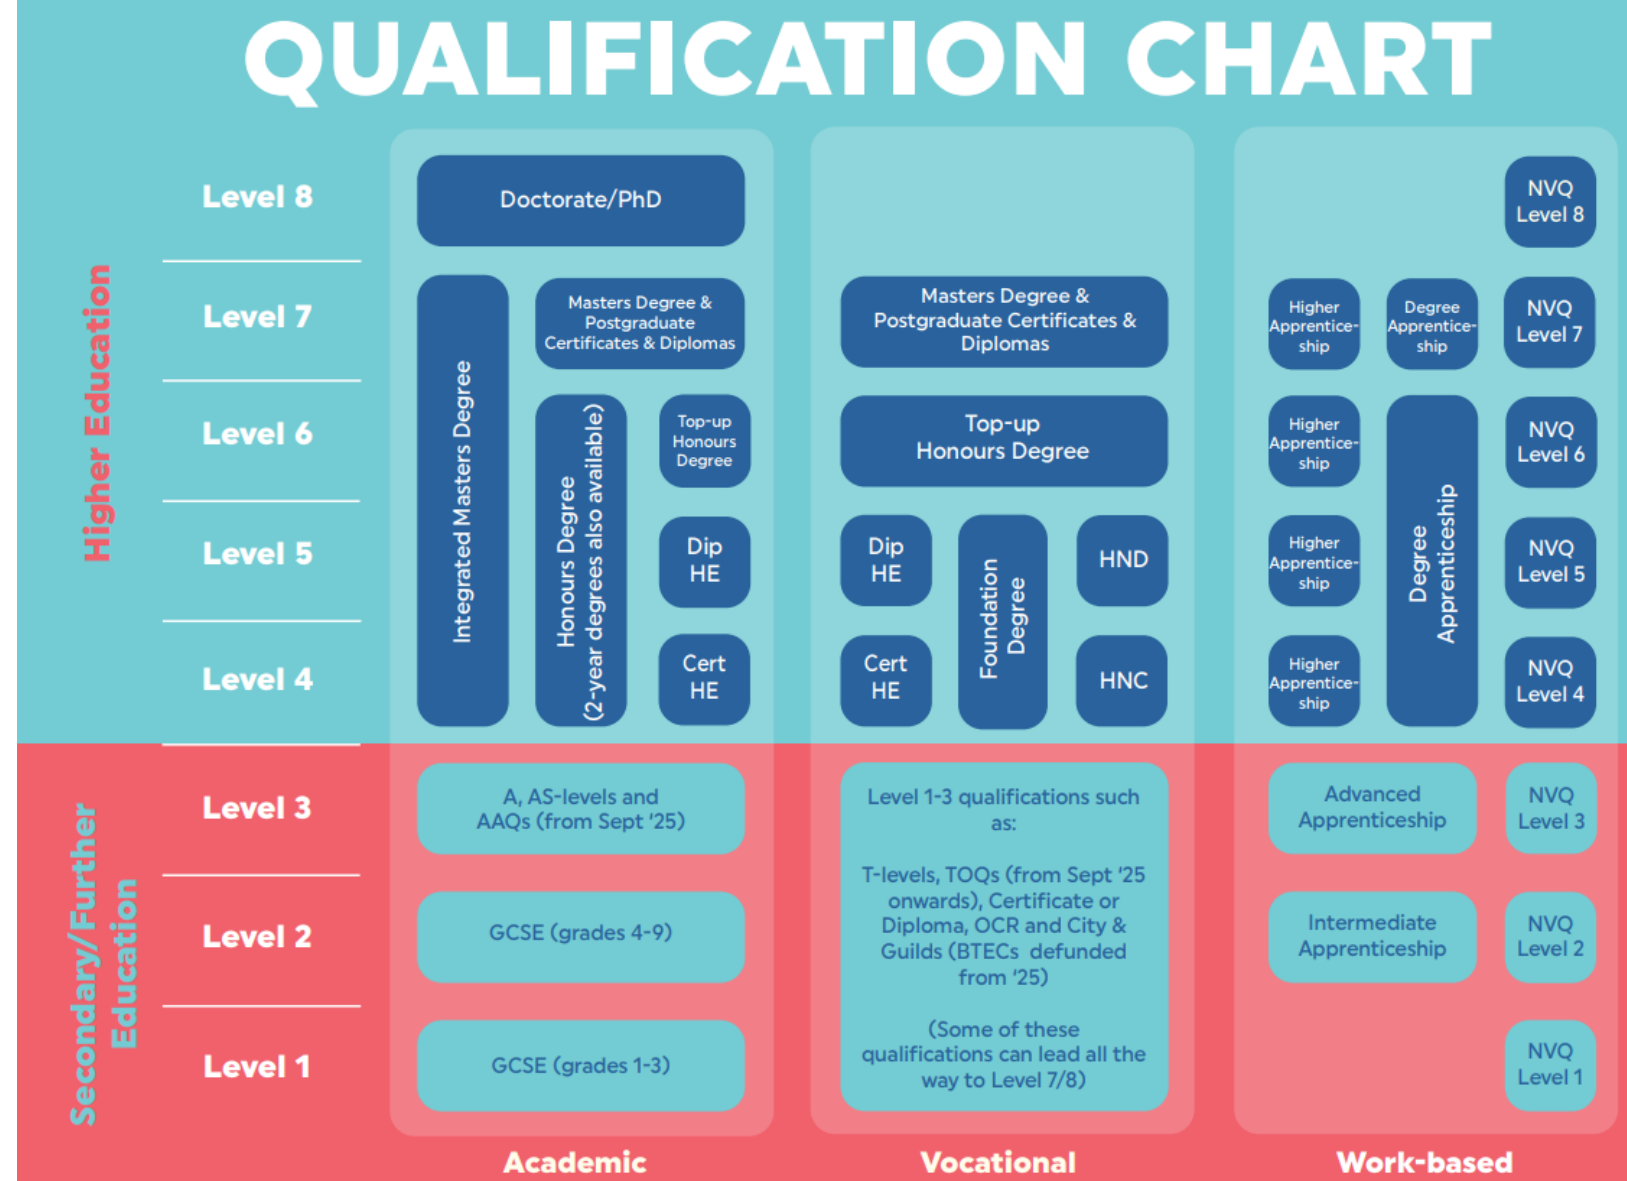 QUALIFICATION CHART
Higher Education
Level 8
Doctorate/PhD
NVQ
Level 8
Level 7
Masters Degree &
Postgraduate
Certificates & Diplomas
Masters Degree &
Postgraduate Certificates &
Diplomas
Higher
Apprentice-
ship
Degree
Apprentice-
ship
NVQ
Level 7
Integrated Masters Degree
Level 6
Honours Degree
(2-year degrees also available)
Top-up
Honours
Degree
Top-up
Honours Degree
Higher
Apprentice-
ship
Degree
Apprenticeship
NVQ
Level 6
Level 5
Dip
HE
Dip
HE
Foundation
Degree
HND
Higher
Apprentice-
ship
NVQ
Level 5
Level 4
Cert
HE
Cert
HE
HNC
Higher
Apprentice-
ship
NVQ
Level 4
Secondary/Further
Education
Level 3
A, AS-levels and
AAQs (from Sept '25)
Level 1-3 qualifications such
as:
T-levels, TOQs (from Sept '25
onwards), Certificate or
Diploma, OCR and City &
Guilds (BTECs defunded
from '25)
(Some of these
qualifications can lead all the
way to Level 7/8)
Advanced
Apprenticeship
NVQ
Level 3
Level 2
GCSE (grades 4-9)
Intermediate
Apprenticeship
NVQ
Level 2
Level 1
GCSE (grades 1-3)
NVQ
Level 1
Academic
Vocational
Work-based